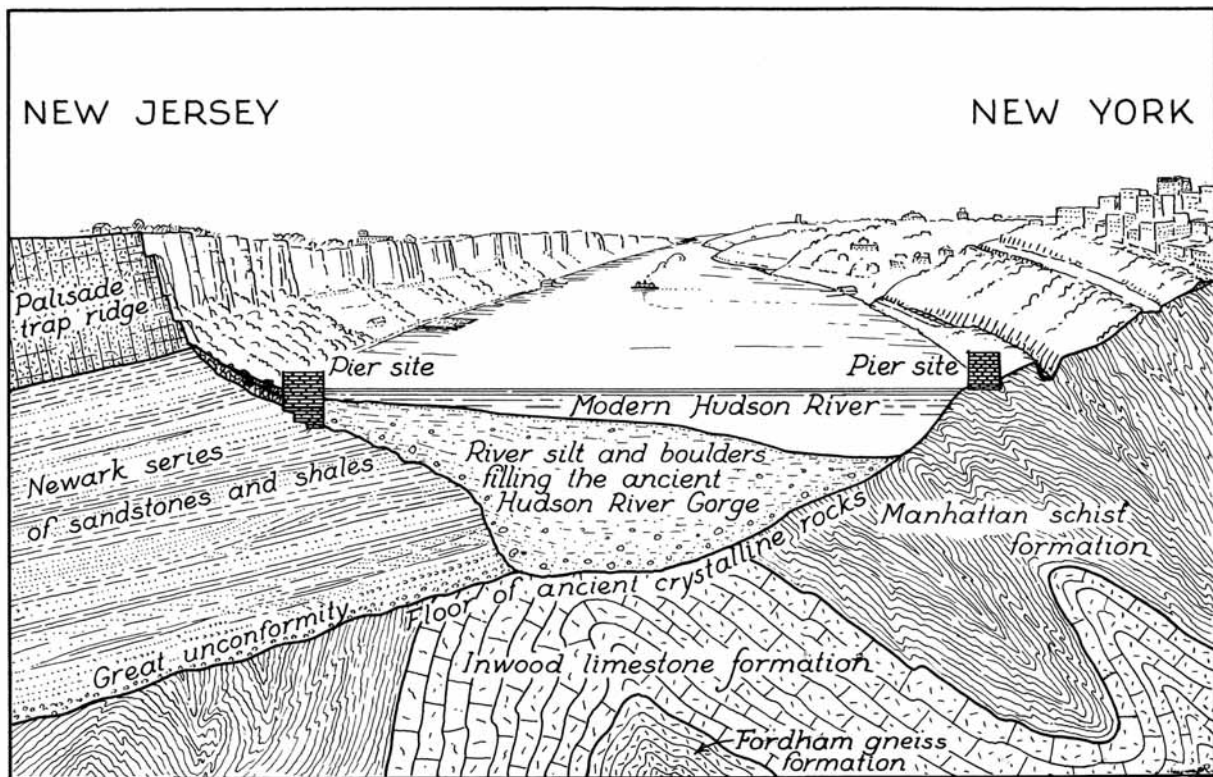 NEW JERSEY
NEW YORK
Palisade
trap ridge
Pier site
Pier site
Modern Hudson River
Newark series
of sandstones and shales
River silt and boulders
filling the ancient
Hudson River Gorge
Manhattan schist
formation
Great unconformity
Floor of ancient crystalline rocks
Inwood limestone formation
Fordham gneiss
formation